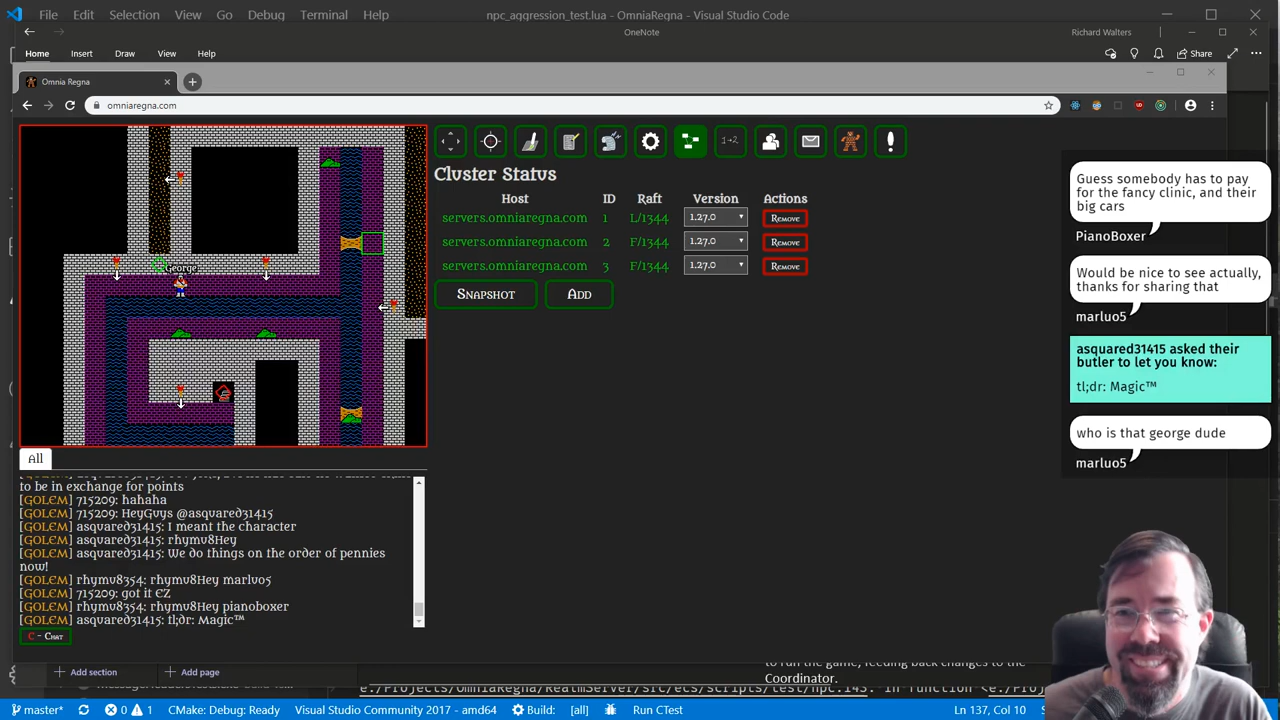 File Edit Selection View Go Debug Terminal Help npc_aggression_test.lua - OmniaRegna - Visual Studio Code
OneNote
Richard Walters
Home Insert Draw View Help
Share
Omnia Regna
omniaregna.com
George
Cluster Status
Host ID Raft Version Actions
servers.omniaregna.com 1 L/1344 1.27.0 Remove
servers.omniaregna.com 2 F/1344 1.27.0 Remove
servers.omniaregna.com 3 F/1344 1.27.0 Remove
Snapshot Add
Guess somebody has to pay
for the fancy clinic, and their
big cars
PianoBoxer
Would be nice to see actually,
thanks for sharing that
marluo5
asquared31415 asked their
butler to let you know:
tl;dr: Magic™
who is that george dude
marluo5
All
to be in exchange for points
[GOLEM] 715209: hahaha
[GOLEM] 715209: HeyGuys @asquared31415
[GOLEM] asquared31415: I meant the character
[GOLEM] asquared31415: rhymu8Hey
[GOLEM] asquared31415: We do things on the order of pennies
now!
[GOLEM] rhymu8354: rhymu8Hey marluo5
[GOLEM] 715209: got it EZ
[GOLEM] rhymu8354: rhymu8Hey pianoboxer
[GOLEM] asquared31415: tl;dr: Magic™
C - Chat
Add section Add page
to run the game, feeding back changes to the
Coordinator.
master* 0 1 CMake: Debug: Ready Visual Studio Community 2017 - amd64 Build: [all] Run CTest Ln 137, Col 10